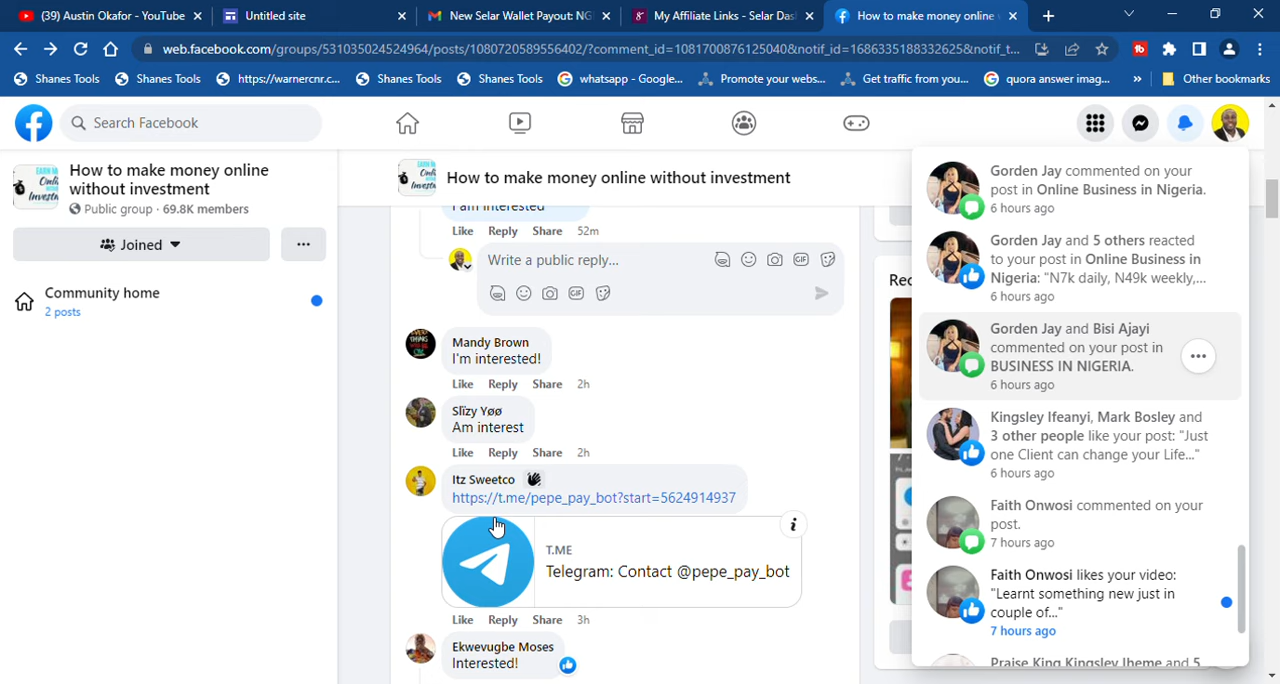 (39) Austin Okafor - YouTube
Untitled site
New Selar Wallet Payout: NG
My Affiliate Links - Selar Das
How to make money online
web.facebook.com/groups/531035024524964/posts/1080720589556402/?comment_id=1081700876125040&notif_id=1686335188332625&notif_t...
Shanes Tools
Shanes Tools
https://warnercnr.c...
Shanes Tools
Shanes Tools
whatsapp - Google...
Promote your webs...
Get traffic from you...
quora answer imag...
»
Other bookmarks
Search Facebook
How to make money online
without investment
Public group · 69.8K members
Joined
Community home
2 posts
How to make money online without investment
I am interested
Like Reply Share 52m
Write a public reply...
GIF
GIF
Mandy Brown
I'm interested!
Like Reply Share 2h
Slïzy Yøø
Am interest
Like Reply Share 2h
Itz Sweetco
https://t.me/pepe_pay_bot?start=5624914937
T.ME
Telegram: Contact @pepe_pay_bot
Like Reply Share 3h
Ekwevugbe Moses
Interested!
Rec
Gorden Jay commented on your
post in Online Business in Nigeria.
6 hours ago
Gorden Jay and 5 others reacted
to your post in Online Business in
Nigeria: "N7k daily, N49k weekly,...
6 hours ago
Gorden Jay and Bisi Ajayi
commented on your post in
BUSINESS IN NIGERIA.
6 hours ago
Kingsley Ifeanyi, Mark Bosley and
3 other people like your post: "Just
one Client can change your Life..."
6 hours ago
Faith Onwosi commented on your
post.
7 hours ago
Faith Onwosi likes your video:
"Learnt something new just in
couple of..."
7 hours ago
Praise King Kingsley Iheme and 5